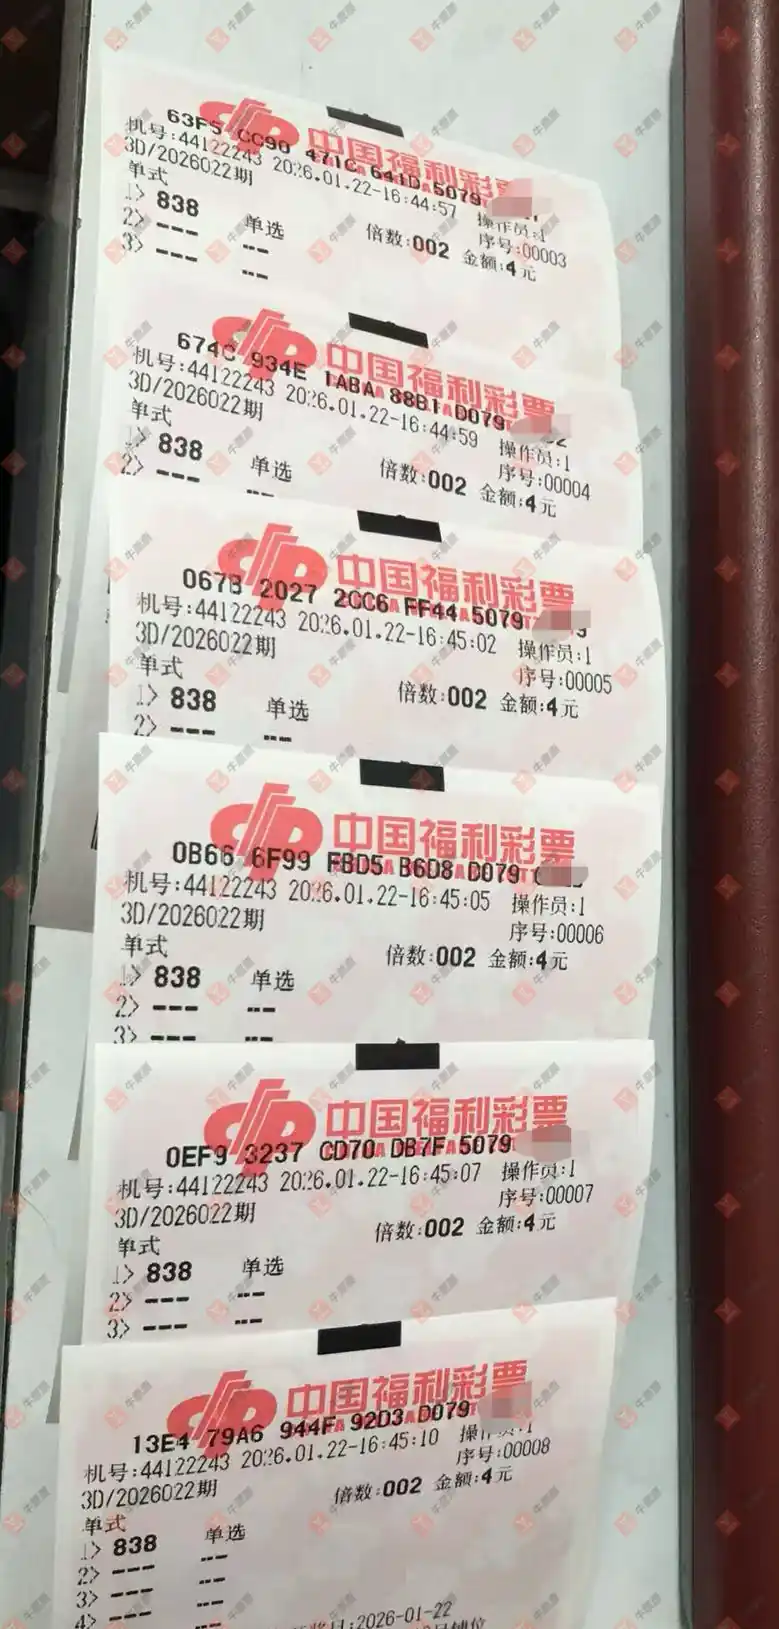 中国福利彩票
63F5 CC90 471C 641D 5079
机号:44122243 2026.01.22-16:44:57 操作员:1
3D/2026022期 序号:00003
单式 倍数:002 金额:4元
1> 838 单选
2> --- --
3> --- --
中国福利彩票
674C 934E 1ABA 88B1 D079
机号:44122243 2026.01.22-16:44:59 操作员:1
3D/2026022期 序号:00004
单式 倍数:002 金额:4元
1> 838 单选
2> --- --
中国福利彩票
067B 2027 2CC6 FF44 5079
机号:44122243 2026.01.22-16:45:02 操作员:1
3D/2026022期 序号:00005
单式 倍数:002 金额:4元
1> 838 单选
2> --- --
中国福利彩票
0B66 6F99 FBD5 B6D8 D079
机号:44122243 2026.01.22-16:45:05 操作员:1
3D/2026022期 序号:00006
单式 倍数:002 金额:4元
1> 838 单选
2> --- --
3> --- --
中国福利彩票
0EF9 3237 CD70 DB7F 5079
机号:44122243 2026.01.22-16:45:07 操作员:1
3D/2026022期 序号:00007
单式 倍数:002 金额:4元
1> 838 单选
2> --- --
3> --- --
中国福利彩票
13E4 79A6 944F 92D3 D079
机号:44122243 2026.01.22-16:45:10 操作员:1
3D/2026022期 序号:00008
单式 倍数:002 金额:4元
1> 838 单选
2> --- --
3> --- --
4> --- --
:2026-01-22